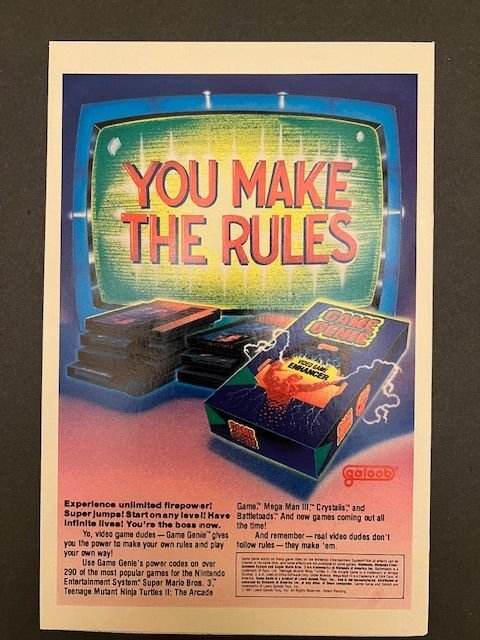 YOU MAKE
THE RULES
GAME
GENIE
VIDEO GAME
ENHANCER
GAME
GENIE
galoob®
Experience unlimited firepower!
Super jumps! Start on any level! Have
infinite lives! You're the boss now.
Yo, video game dudes — Game Genie™ gives
you the power to make your own rules and play
your own way!
Use Game Genie's power codes on over
290 of the most popular games for the Nintendo
Entertainment System® Super Mario Bros. 3,™
Teenage Mutant Ninja Turtles II: The Arcade
Game,™ Mega Man III,™ Crystalis,™ and
Battletoads.™ And new games coming out all
the time!
And remember — real video dudes don't
follow rules — they make 'em.